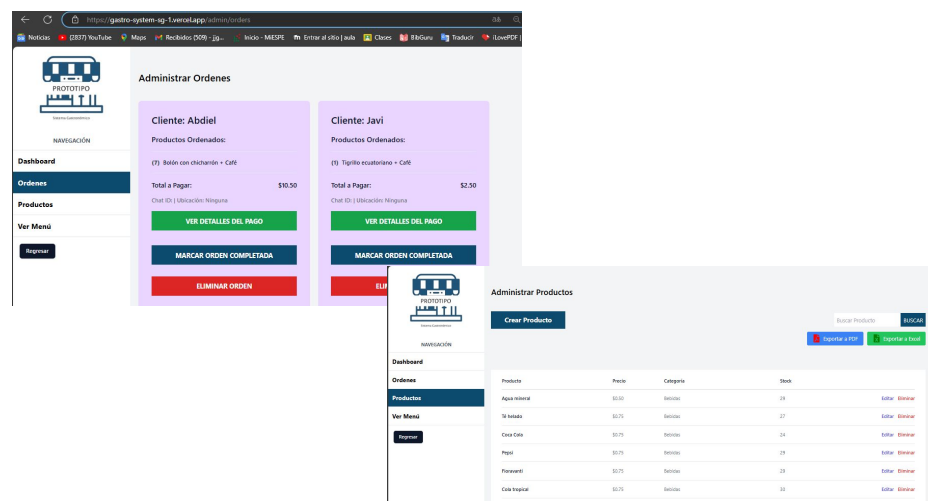 https://gastro-system-sg-1.vercel.app/admin/orders
Noticias (2837) YouTube Maps Recibidos (509) - jjg... Inicio - MiESPE Entrar al sitio | aula Clases BibGuru Traducir iLovePDF |
PROTOTIPO
Sistema Gastronómico
NAVEGACIÓN
Dashboard
Ordenes
Productos
Ver Menú
Regresar
Administrar Ordenes
Cliente: Abdiel
Productos Ordenados:
(7) Bolón con chicharrón + Café
Total a Pagar: $10.50
Chat ID: | Ubicación: Ninguna
VER DETALLES DEL PAGO
MARCAR ORDEN COMPLETADA
ELIMINAR ORDEN
Cliente: Javi
Productos Ordenados:
(1) Tigrillo ecuatoriano + Café
Total a Pagar: $2.50
Chat ID: | Ubicación: Ninguna
VER DETALLES DEL PAGO
MARCAR ORDEN COMPLETADA
PROTOTIPO
Sistema Gastronómico
NAVEGACIÓN
Dashboard
Ordenes
Productos
Ver Menú
Regresar
Administrar Productos
Crear Producto
Buscar Producto BUSCAR
Exportar a PDF Exportar a Excel
Producto Precio Categoría Stock
Agua mineral $0.50 Bebidas 29 Editar Eliminar
Té helado $0.75 Bebidas 27 Editar Eliminar
Coca Cola $0.75 Bebidas 24 Editar Eliminar
Pepsi $0.75 Bebidas 29 Editar Eliminar
Fioravanti $0.75 Bebidas 29 Editar Eliminar
Cola tropical $0.75 Bebidas 30 Editar Eliminar